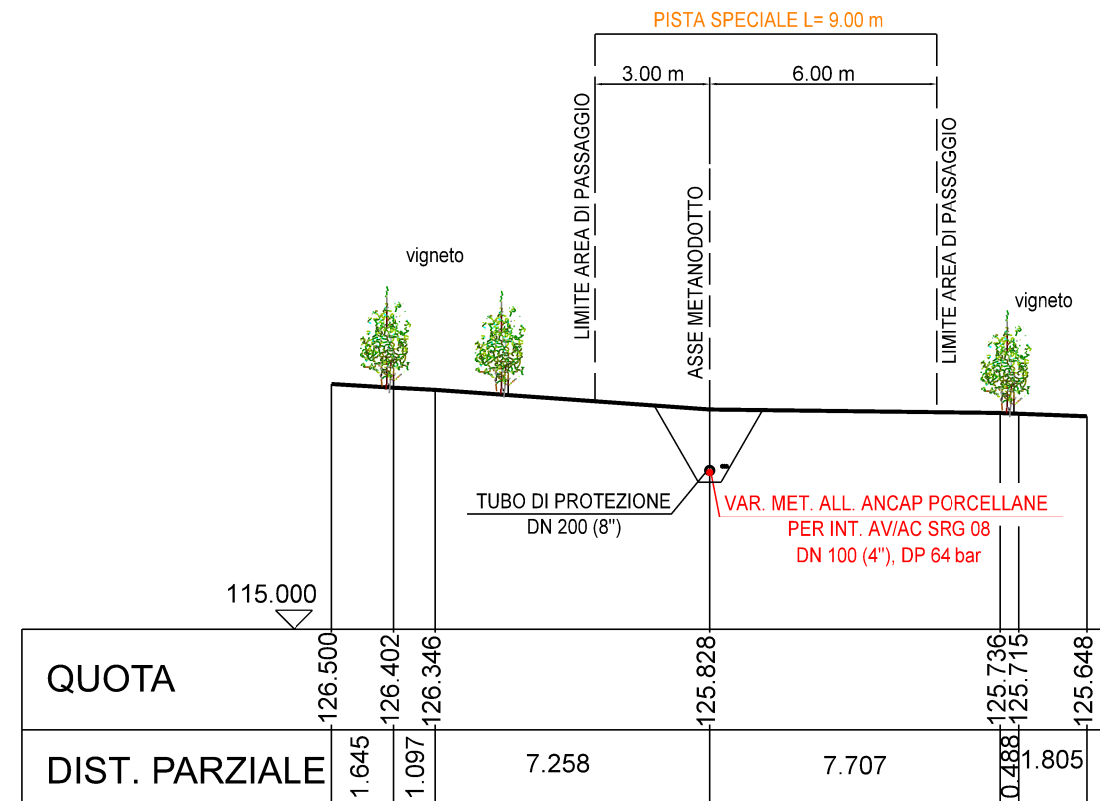 PISTA SPECIALE L= 9.00 m
3.00 m
6.00 m
LIMITE AREA DI PASSAGGIO
ASSE METANODOTTO
LIMITE AREA DI PASSAGGIO
vigneto
vigneto
TUBO DI PROTEZIONE
DN 200 (8")
VAR. MET. ALL. ANCAP PORCELLANE
PER INT. AV/AC SRG 08
DN 100 (4"), DP 64 bar
115.000
QUOTA
126.500
126.402
126.346
125.828
125.736
125.715
125.648
DIST. PARZIALE
1.645
1.097
7.258
7.707
0.488
1.805